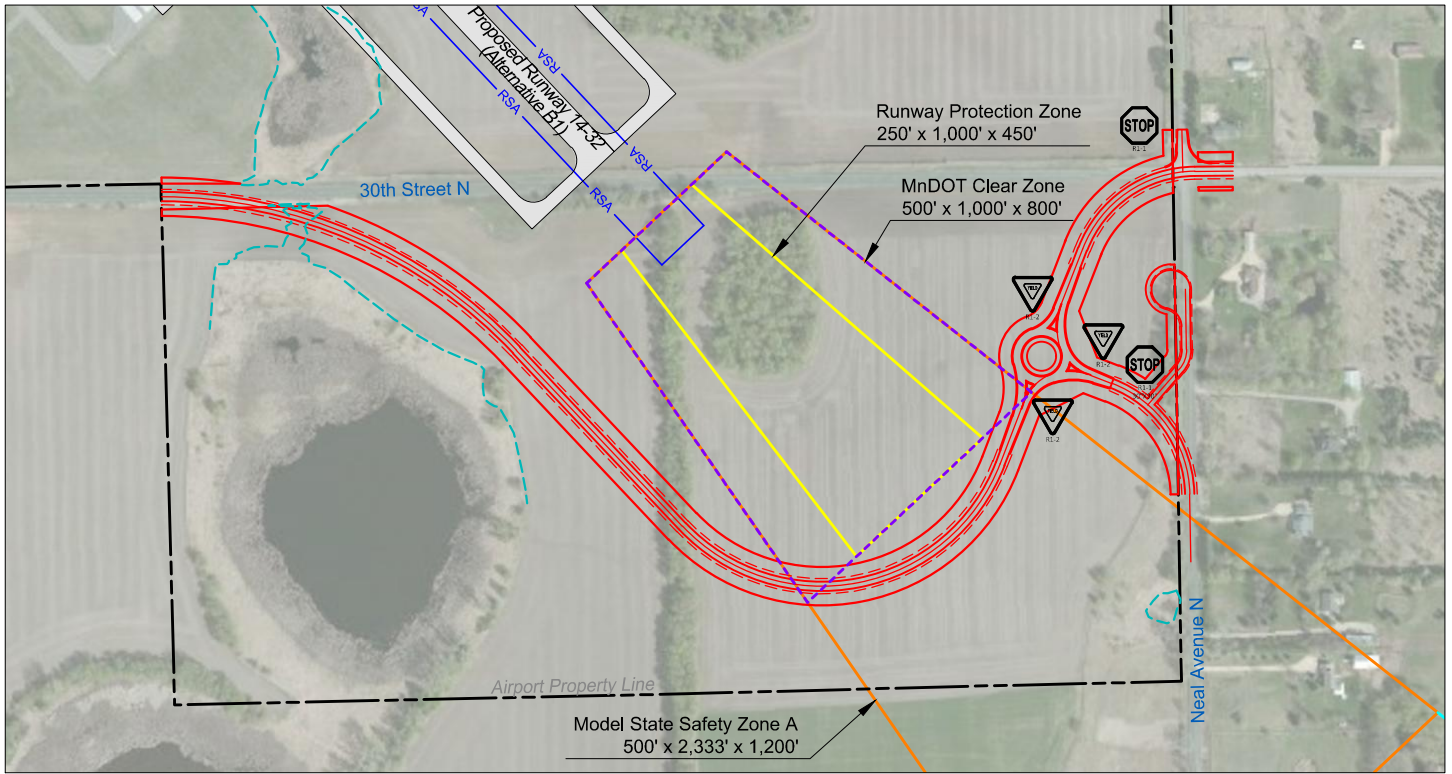 RSA
RSA
Proposed Runway 14-32
(Alternative B1)
RSA
RSA
RSA
Runway Protection Zone
250' x 1,000' x 450'
STOP
R1-1
30th Street N
MnDOT Clear Zone
500' x 1,000' x 800'
YIELD
R1-2
YIELD
R1-2
STOP
R1-1
YIELD
R1-2
Neal Avenue N
Airport Property Line
Model State Safety Zone A
500' x 2,333' x 1,200'